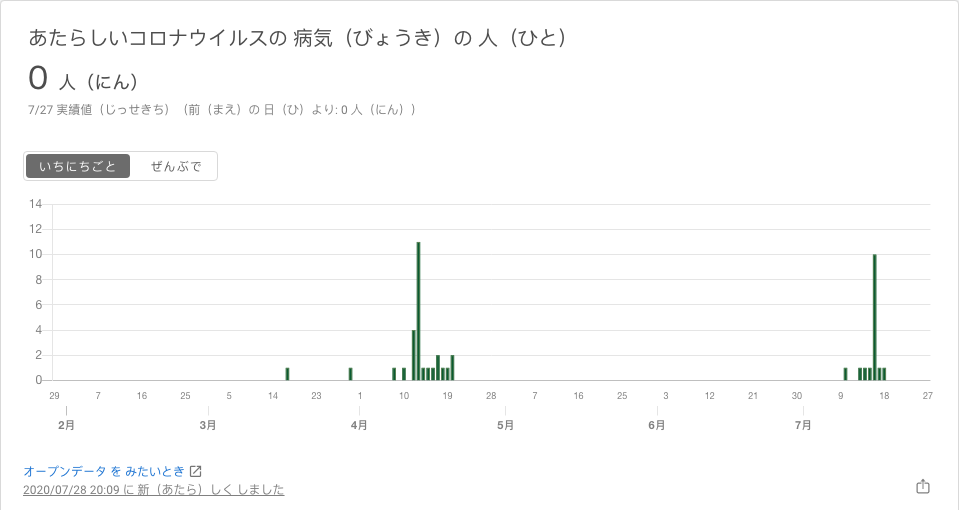 あたらしいコロナウイルスの 病気（びょうき）の 人（ひと）
0 人（にん）
7/27 実績値（じっせきち）（前（まえ）の 日（ひ）より: 0 人（にん））
いちにちごと ぜんぶで
14
12
10
8
6
4
2
0
29 7 16 25 5 14 23 1 10 19 28 7 16 25 3 12 21 30 9 18 27
2月 3月 4月 5月 6月 7月
オープンデータ を みたいとき
2020/07/28 20:09 に 新（あたら）しく しました